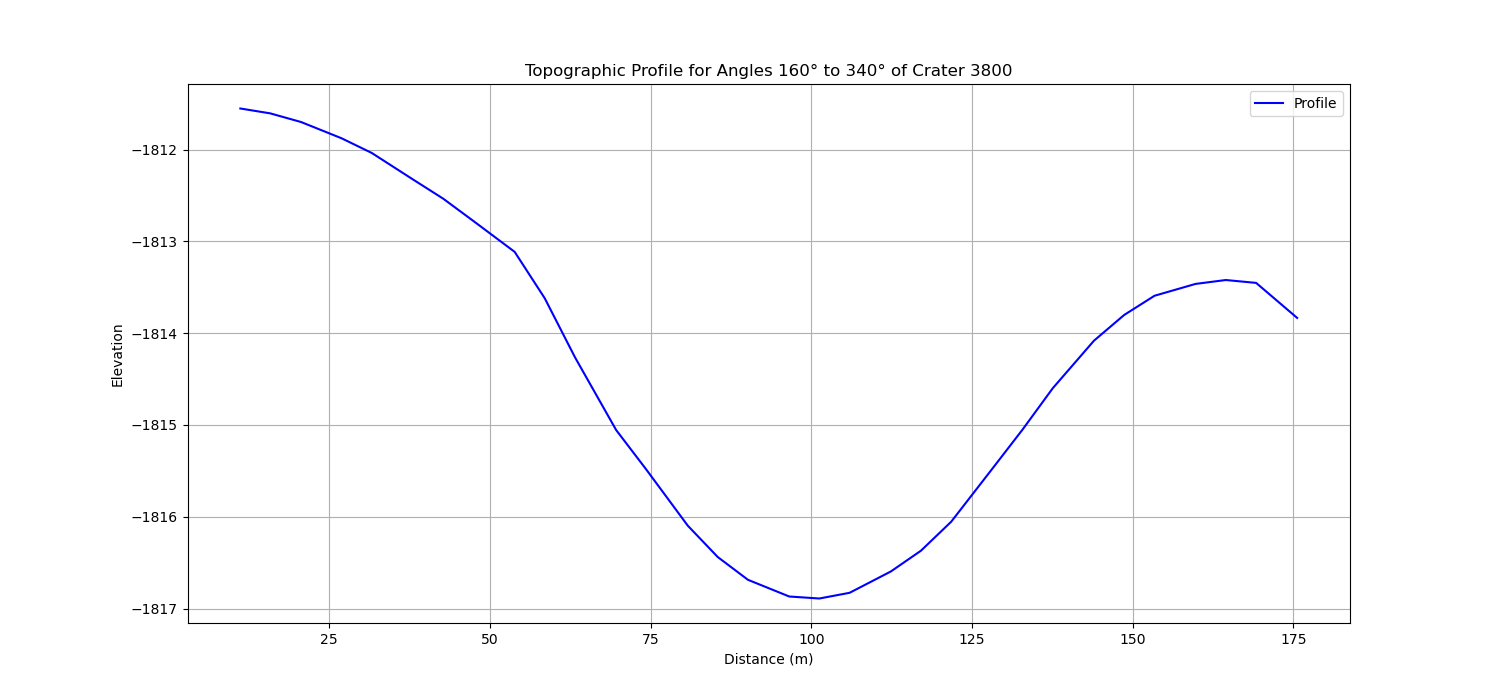 Topographic Profile for Angles 160° to 340° of Crater 3800
Profile
−1812
−1813
−1814
−1815
−1816
−1817
Elevation
25 50 75 100 125 150 175
Distance (m)